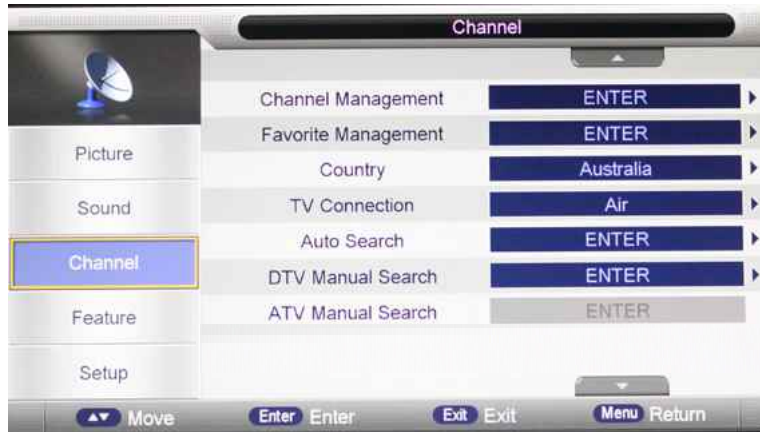 Channel
Channel Management ENTER
Favorite Management ENTER
Picture
Country Australia
Sound
TV Connection Air
Auto Search ENTER
Channel
DTV Manual Search ENTER
Feature
ATV Manual Search ENTER
Setup
Move Enter Enter Exit Exit Menu Return